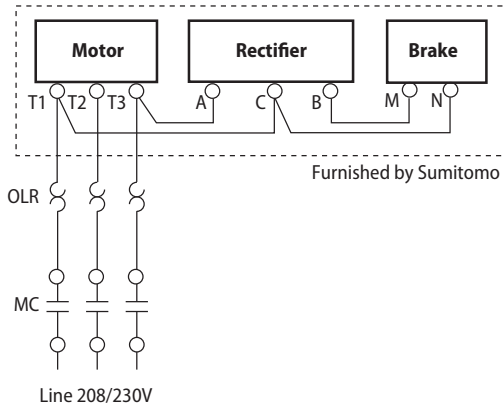 Motor Rectifier Brake
T1 T2 T3 A C B M N
Furnished by Sumitomo
OLR
MC
Line 208/230V